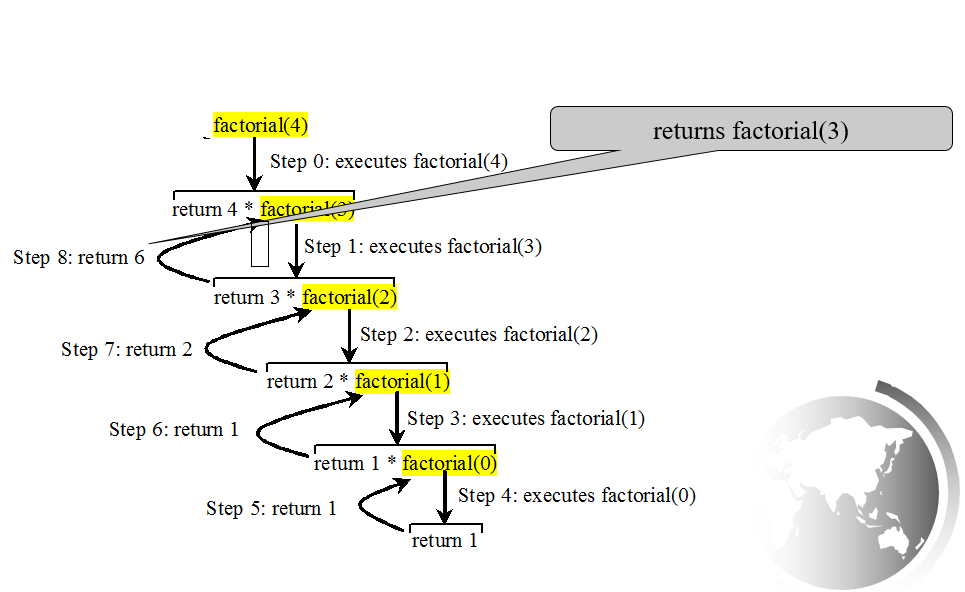 returns factorial(3)
factorial(4)
Step 0: executes factorial(4)
return 4 * factorial(3)
Step 8: return 6
Step 1: executes factorial(3)
return 3 * factorial(2)
Step 7: return 2
Step 2: executes factorial(2)
return 2 * factorial(1)
Step 6: return 1
Step 3: executes factorial(1)
return 1 * factorial(0)
Step 5: return 1
Step 4: executes factorial(0)
return 1